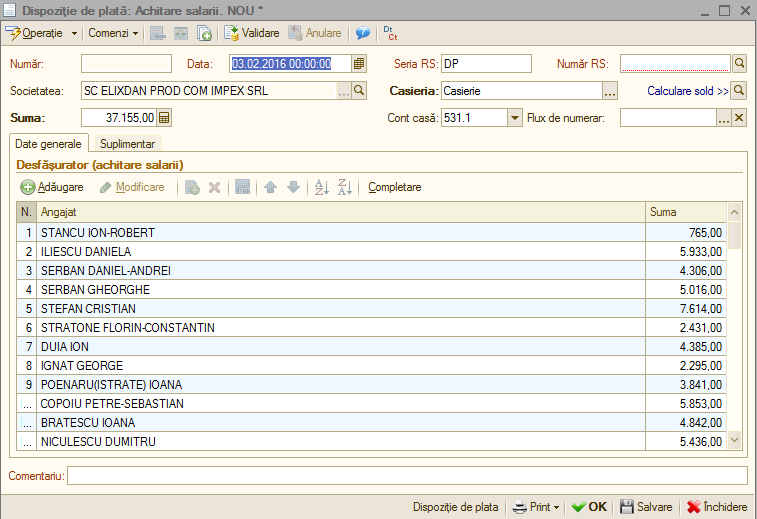 Dispoziţie de plată: Achitare salarii. NOU *
Operaţie Comenzi Validare Anulare Dt Ct
Număr: Data: 03.02.2016 00:00:00 Seria RS: DP Număr RS:
Societatea: SC ELIXDAN PROD COM IMPEX SRL ... Casieria: Casierie ... Calculare sold >>
Suma: 37.155,00 Cont casă: 531.1 Flux de numerar: ...
Date generale Suplimentar
Desfăşurator (achitare salarii)
Adăugare Modificare Completare
N. Angajat Suma
1 STANCU ION-ROBERT 765,00
2 ILIESCU DANIELA 5.933,00
3 SERBAN DANIEL-ANDREI 4.306,00
4 SERBAN GHEORGHE 5.016,00
5 STEFAN CRISTIAN 7.614,00
6 STRATONE FLORIN-CONSTANTIN 2.431,00
7 DUIA ION 4.385,00
8 IGNAT GEORGE 2.295,00
9 POENARU(ISTRATE) IOANA 3.841,00
... COPOIU PETRE-SEBASTIAN 5.853,00
... BRATESCU IOANA 4.842,00
... NICULESCU DUMITRU 5.436,00
Comentariu:
Dispoziţie de plata Print OK Salvare Închidere